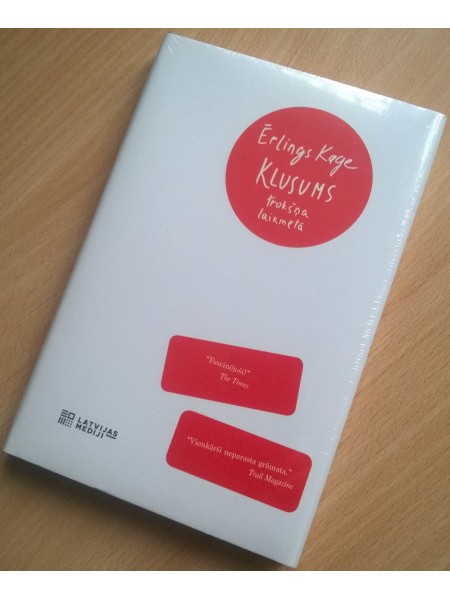 Ērlings Kage
KLUSUMS
trokšņa
laikmetā
“Fascinējoši!”
The Times
“Vienkārši neparasta grāmata.”
Trail Magazine
LATVIJAS
MEDIJI